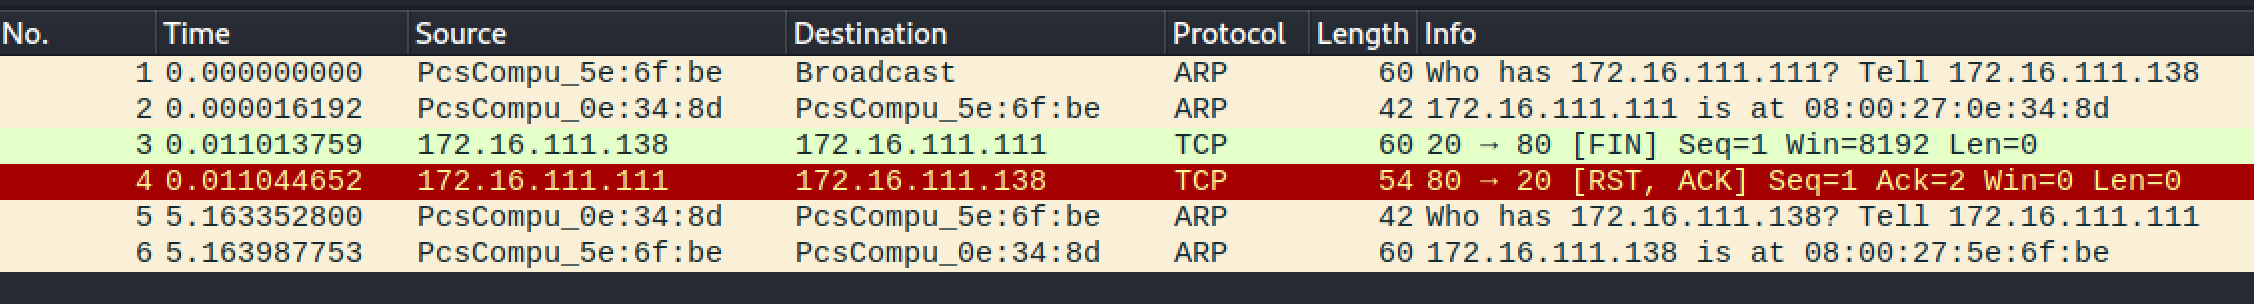 No. Time Source Destination Protocol Length Info
1 0.000000000 PcsCompu_5e:6f:be Broadcast ARP 60 Who has 172.16.111.111? Tell 172.16.111.138
2 0.000016192 PcsCompu_0e:34:8d PcsCompu_5e:6f:be ARP 42 172.16.111.111 is at 08:00:27:0e:34:8d
3 0.011013759 172.16.111.138 172.16.111.111 TCP 60 20 → 80 [FIN] Seq=1 Win=8192 Len=0
4 0.011044652 172.16.111.111 172.16.111.138 TCP 54 80 → 20 [RST, ACK] Seq=1 Ack=2 Win=0 Len=0
5 5.163352800 PcsCompu_0e:34:8d PcsCompu_5e:6f:be ARP 42 Who has 172.16.111.138? Tell 172.16.111.111
6 5.163987753 PcsCompu_5e:6f:be PcsCompu_0e:34:8d ARP 60 172.16.111.138 is at 08:00:27:5e:6f:be